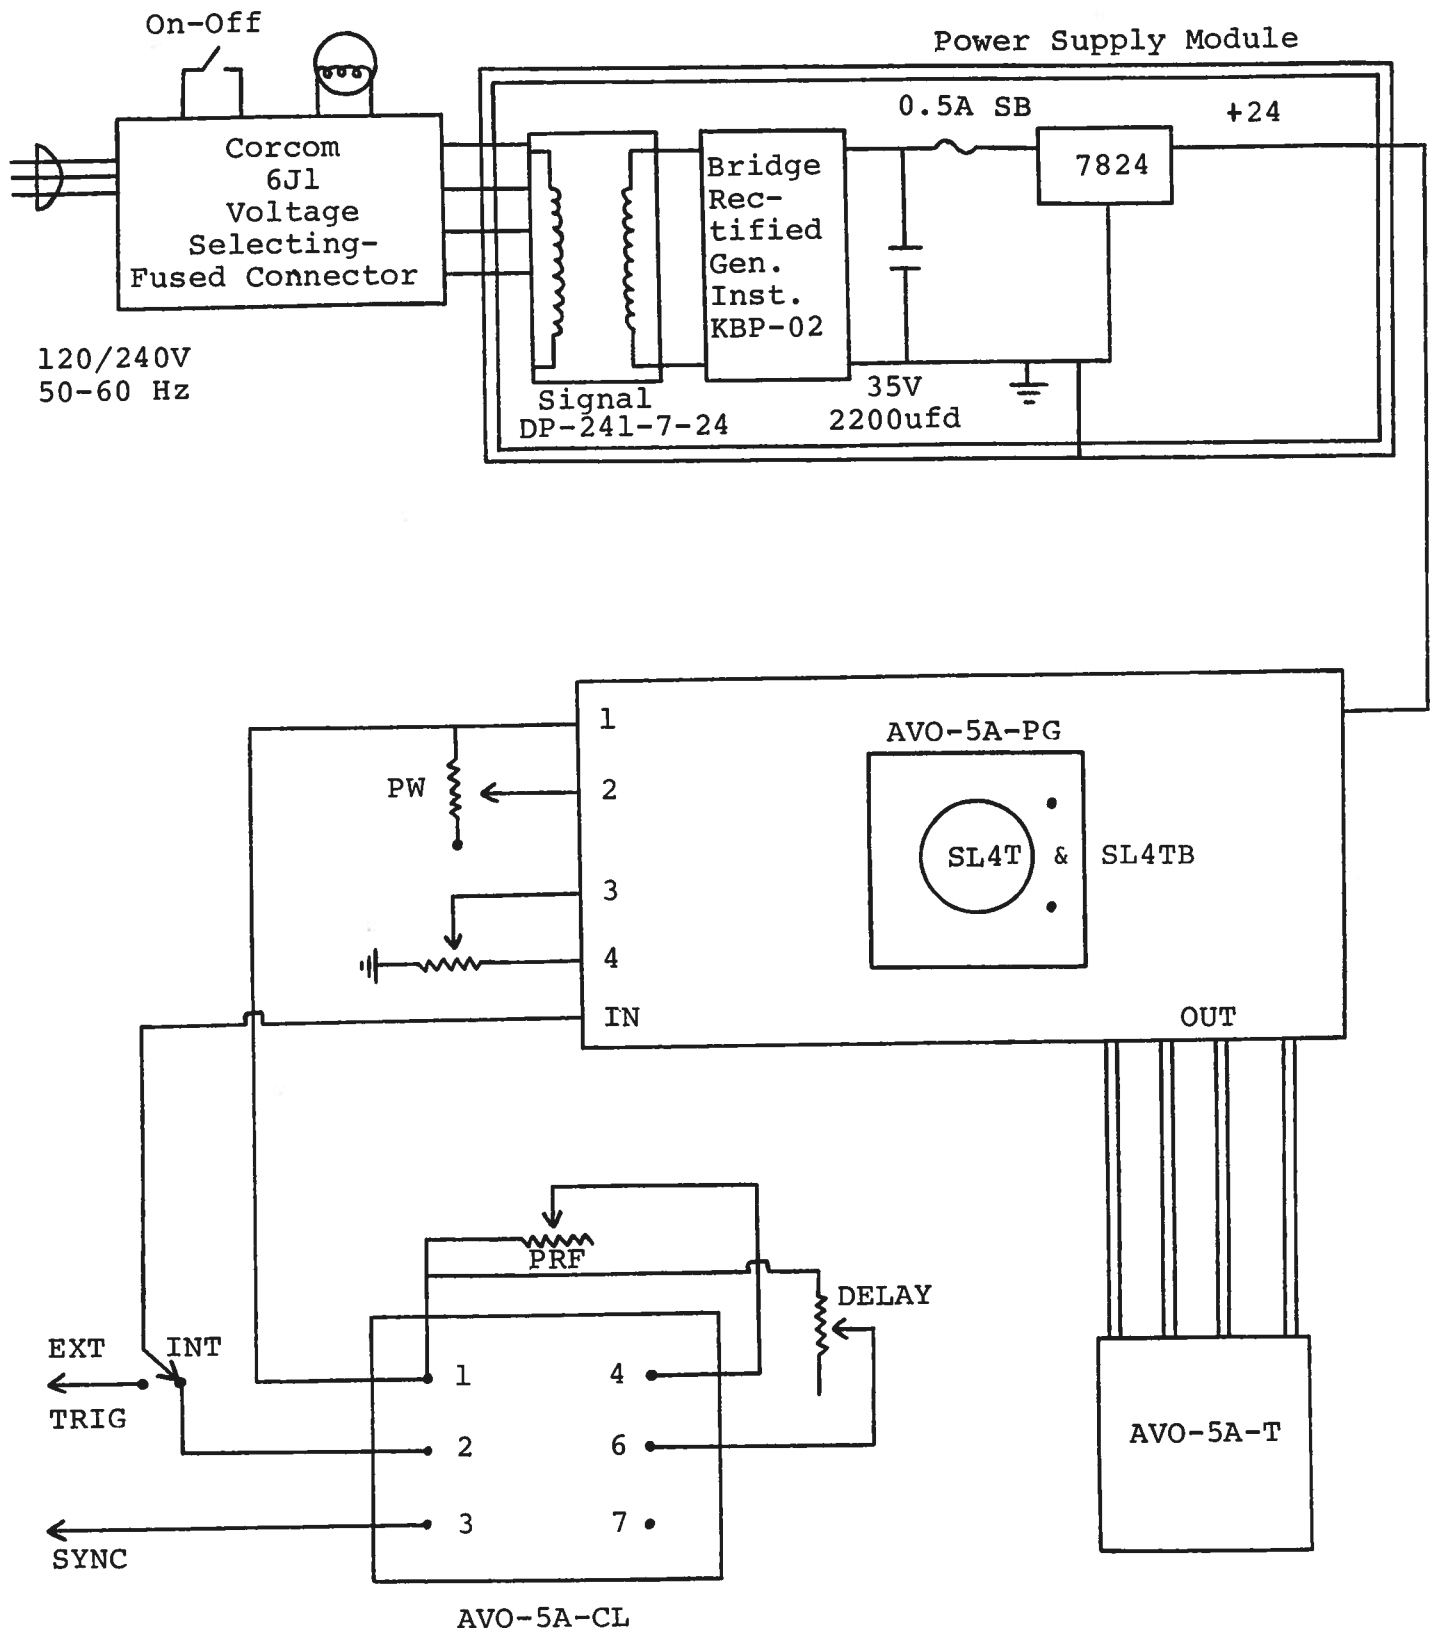 On-Off
Power Supply Module
0.5A SB
+24
Corcom
6J1
Voltage
Selecting-
Fused Connector
Bridge
Rec-
tified
Gen.
Inst.
KBP-02
7824
120/240V
50-60 Hz
Signal
DP-241-7-24
35V
2200ufd
1
AVO-5A-PG
PW
2
SL4T & SL4TB
3
4
IN
OUT
PRF
DELAY
EXT
INT
TRIG
1
4
2
6
3
7
SYNC
AVO-5A-T
AVO-5A-CL